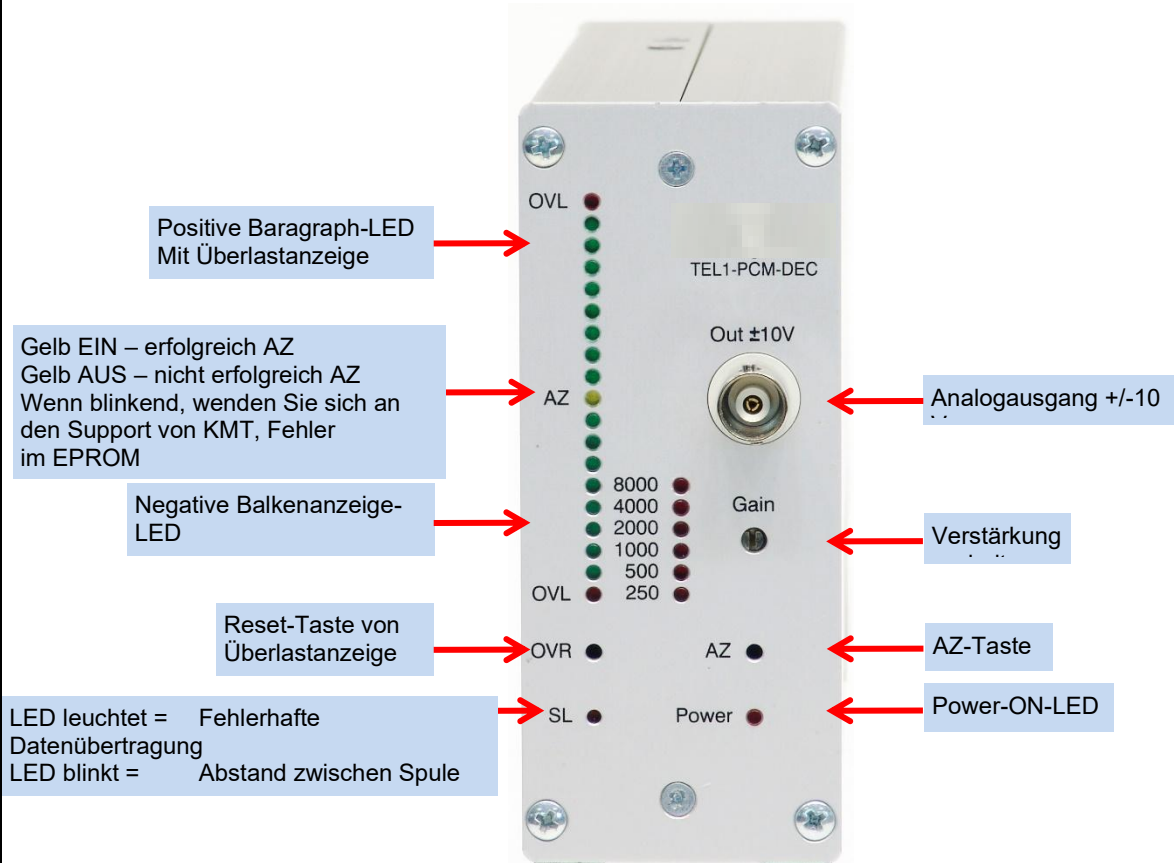 OVL
Positive Baragraph-LED
Mit Überlastanzeige
TEL1-PCM-DEC
Out ±10V
Gelb EIN – erfolgreich AZ
Gelb AUS – nicht erfolgreich AZ
Wenn blinkend, wenden Sie sich an
den Support von KMT, Fehler
im EPROM
AZ
Analogausgang +/-10
Negative Balkenanzeige-
LED
8000
4000
2000
1000
500
OVL 250
Gain
Verstärkung
Reset-Taste von
Überlastanzeige
OVR
AZ
AZ-Taste
LED leuchtet = Fehlerhafte
Datenübertragung
LED blinkt = Abstand zwischen Spule
SL
Power
Power-ON-LED